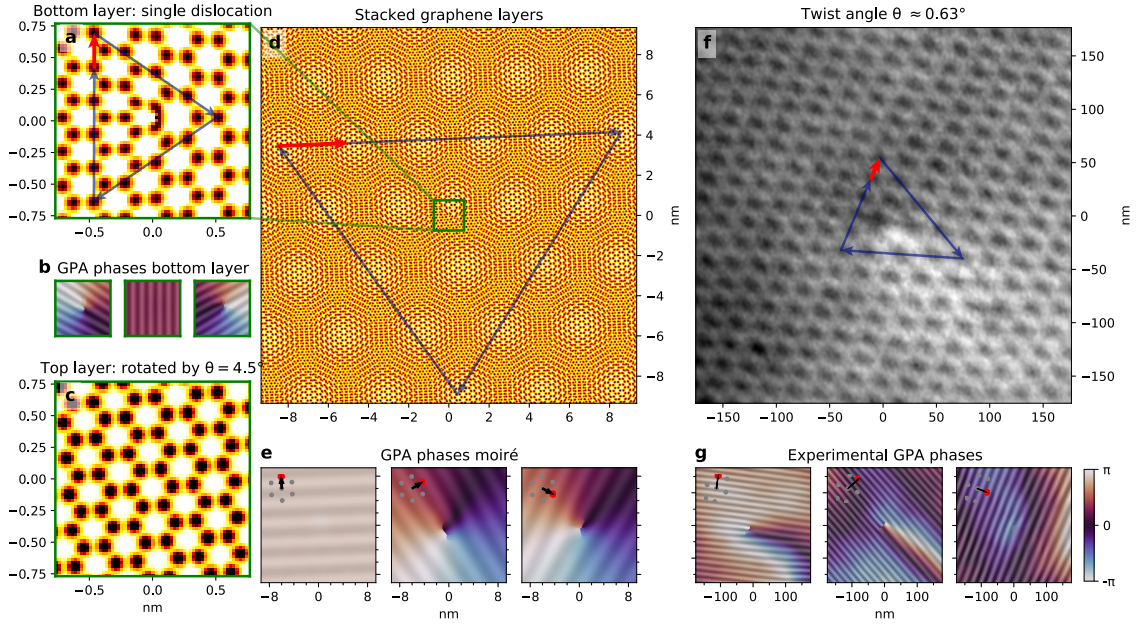 Bottom layer: single dislocation
a
0.75
0.50
0.25
0.00
−0.25
−0.50
−0.75
−0.5 0.0 0.5
b GPA phases bottom layer
Top layer: rotated by θ = 4.5°
c
0.75
0.50
0.25
0.00
−0.25
−0.50
−0.75
−0.5 0.0 0.5
nm
Stacked graphene layers
d
8
6
4
2
0
−2
−4
−6
−8
nm
−8 −6 −4 −2 0 2 4 6 8
e GPA phases moiré
−8 0 8
−8 0 8
−8 0 8
nm
Twist angle θ ≈ 0.63°
f
150
100
50
0
−50
−100
−150
nm
−150 −100 −50 0 50 100 150
g Experimental GPA phases
−100 0 100
−100 0 100
−100 0 100
nm
π
0
-π